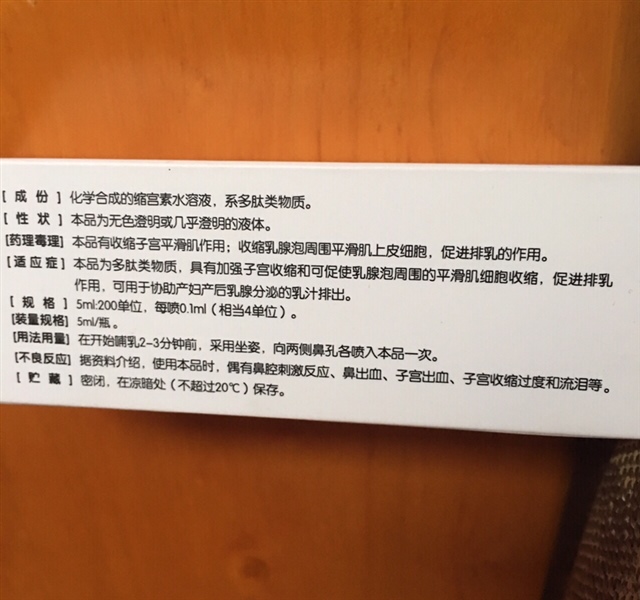 [ 成 份 ] 化学合成的缩宫素水溶液，系多肽类物质。
[ 性 状 ] 本品为无色澄明或几乎澄明的液体。
[药理毒理] 本品有收缩子宫平滑肌作用；收缩乳腺泡周围平滑肌上皮细胞，促进排乳的作用。
[ 适 应 症 ] 本品为多肽类物质，具有加强子宫收缩和可促使乳腺泡周围的平滑肌细胞收缩，促进排乳
作用，可用于协助产妇产后乳腺分泌的乳汁排出。
[ 规 格 ] 5ml:200单位，每喷0.1ml（相当4单位）。
[装量规格] 5ml/瓶。
[用法用量] 在开始哺乳2-3分钟前，采用坐姿，向两侧鼻孔各喷入本品一次。
[不良反应] 据资料介绍，使用本品时，偶有鼻腔刺激反应、鼻出血、子宫出血、子宫收缩过度和流泪等。
[ 贮 藏 ] 密闭，在凉暗处（不超过20℃）保存。